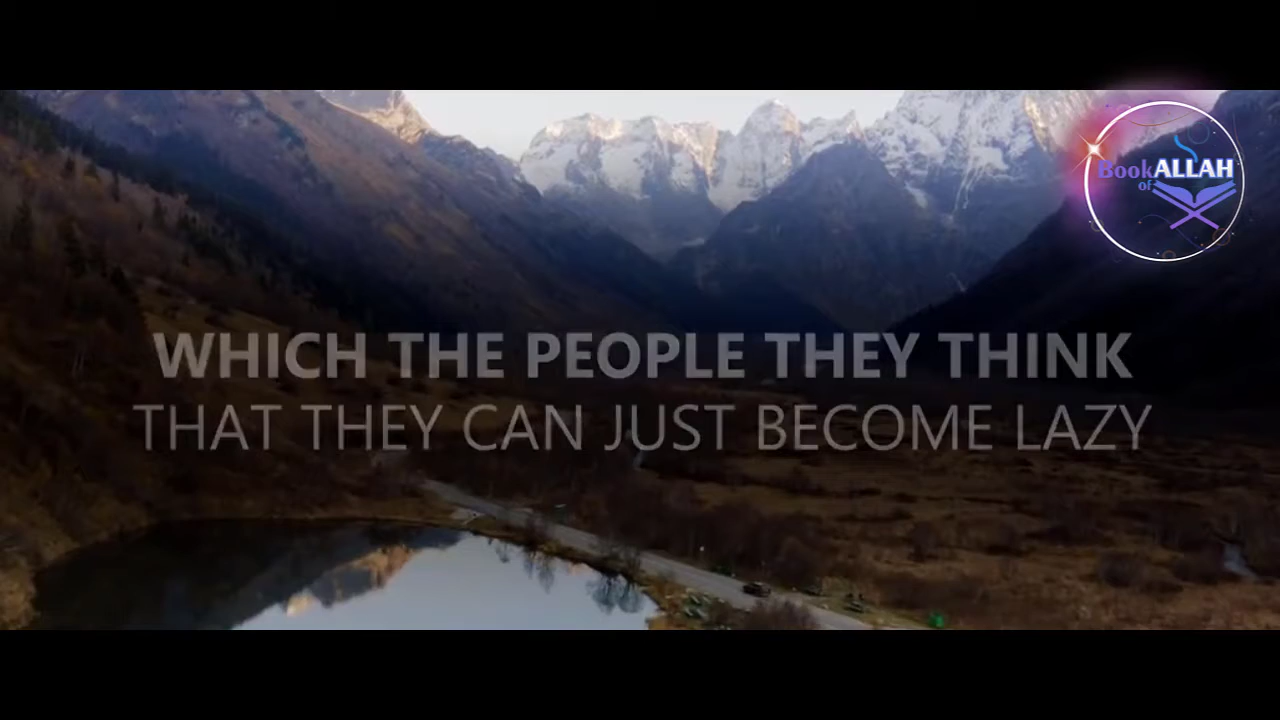 Book ALLAH
of
WHICH THE PEOPLE THEY THINK
THAT THEY CAN JUST BECOME LAZY